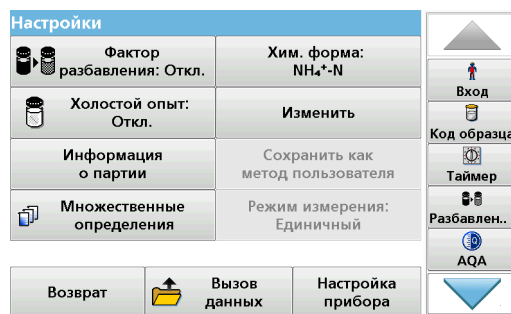 Настройки
Фактор
разбавления: Откл.
Хим. форма:
NH₄⁺-N
Холостой опыт:
Откл.
Изменить
Информация
о партии
Сохранить как
метод пользователя
Множественные
определения
Режим измерения:
Единичный
Возврат
Вызов
данных
Настройка
прибора
Вход
Код образца
Таймер
Разбавлен..
AQA